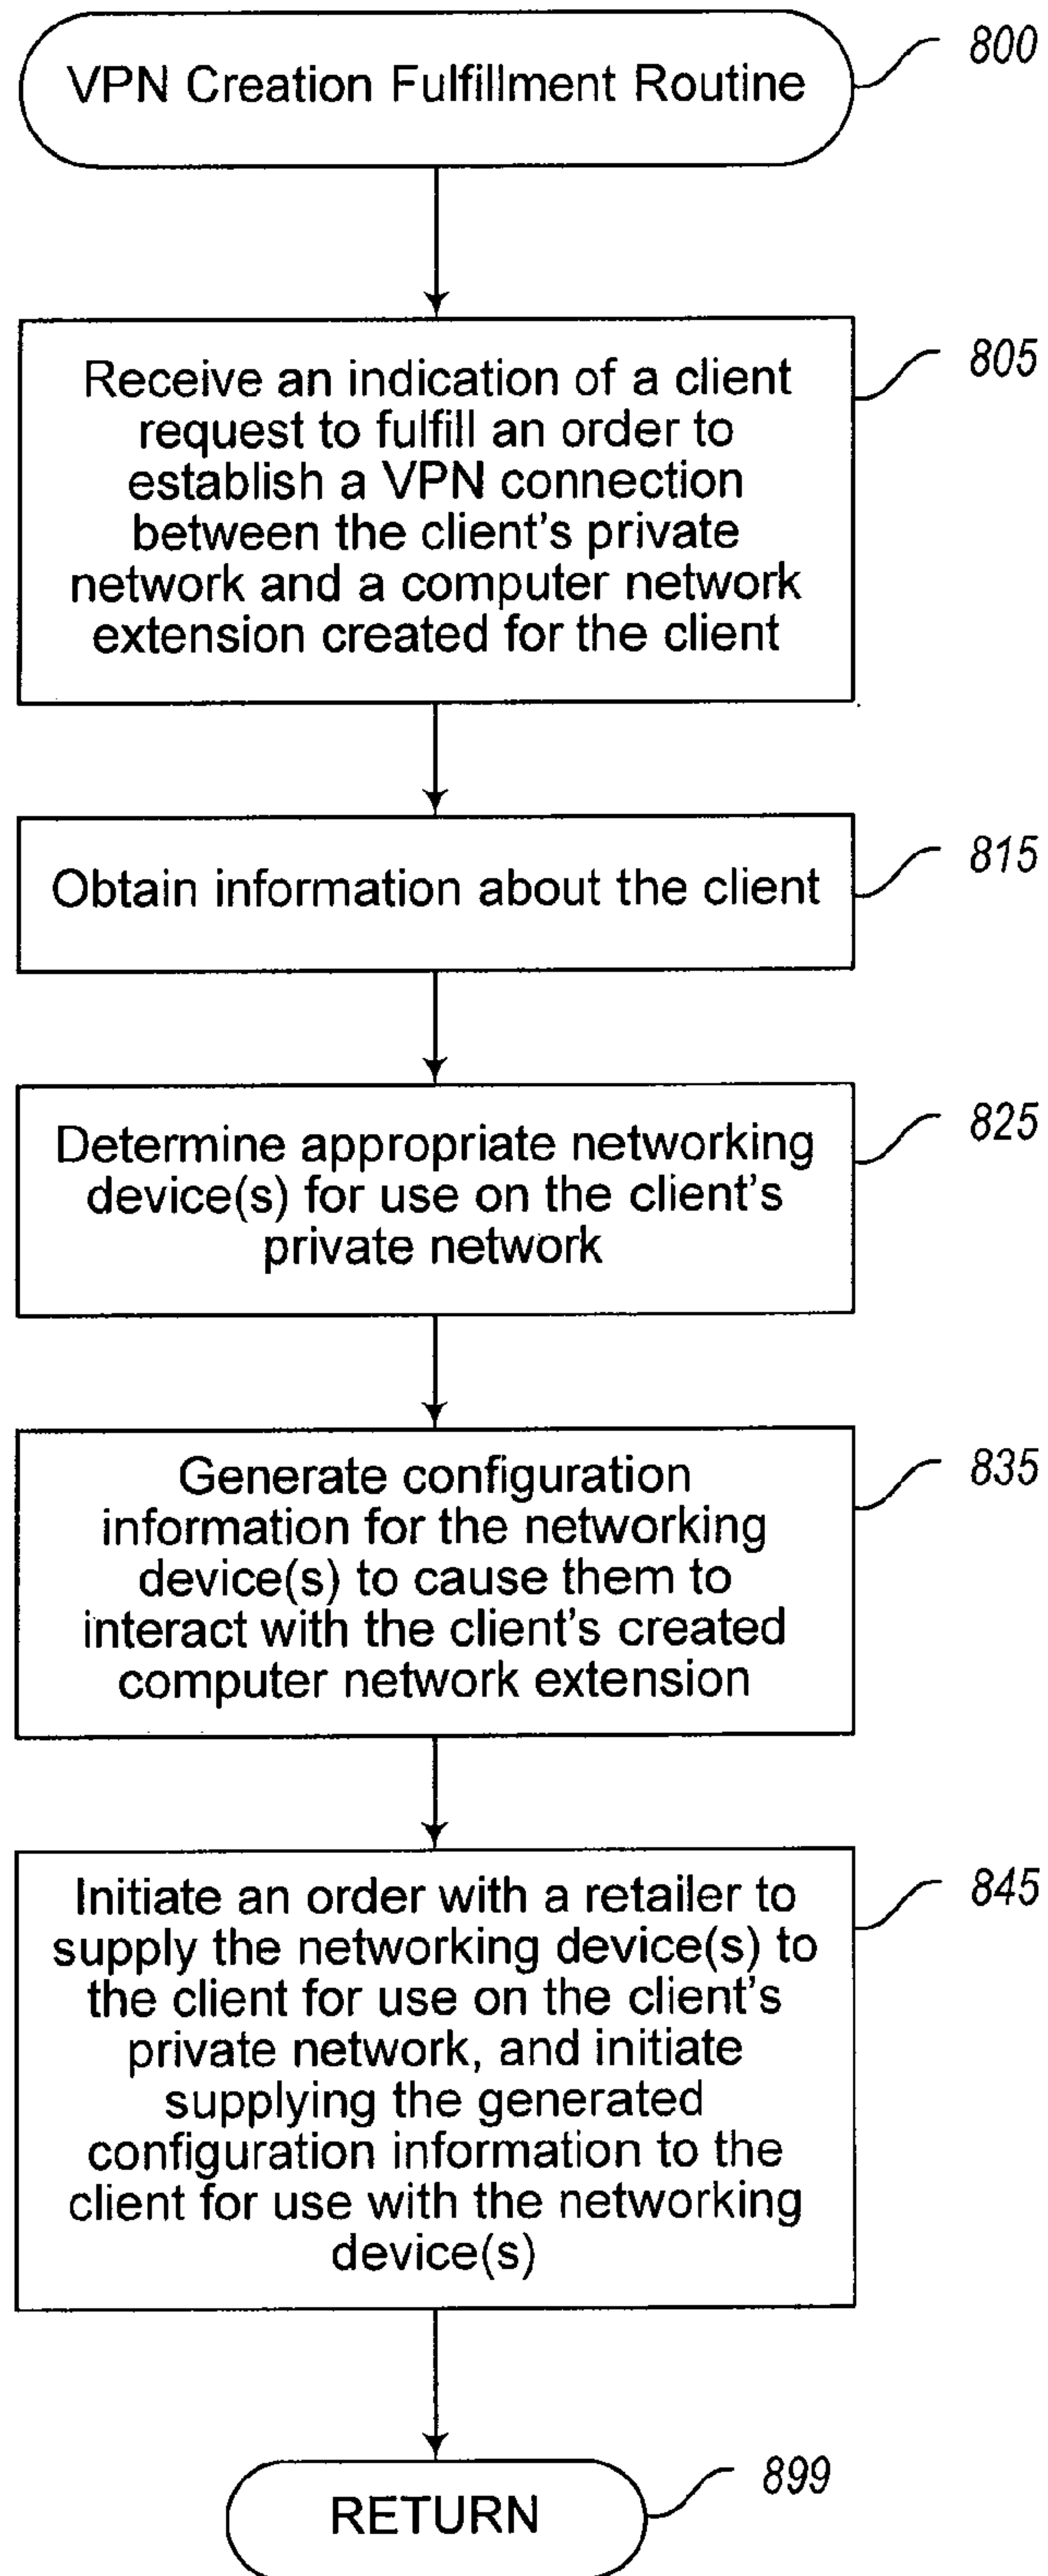 VPN Creation Fulfillment Routine
800
Receive an indication of a client
request to fulfill an order to
establish a VPN connection
between the client's private
network and a computer network
extension created for the client
805
Obtain information about the client
815
Determine appropriate networking
device(s) for use on the client's
private network
825
Generate configuration
information for the networking
device(s) to cause them to
interact with the client's created
computer network extension
835
Initiate an order with a retailer to
supply the networking device(s) to
the client for use on the client's
private network, and initiate
supplying the generated
configuration information to the
client for use with the networking
device(s)
845
RETURN
899